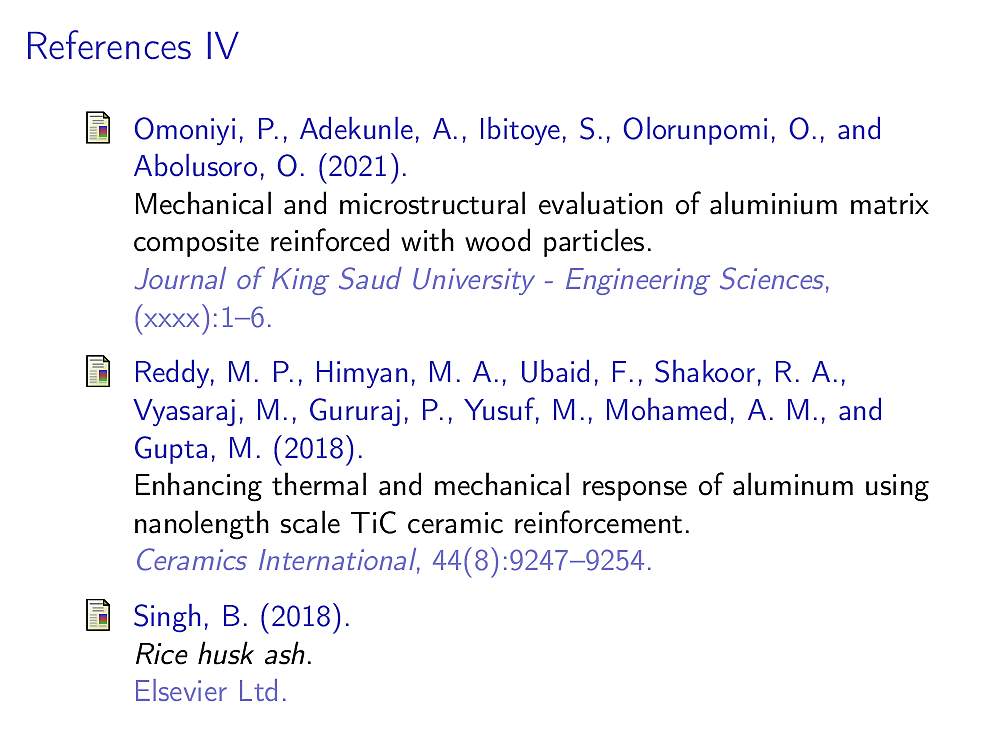 References IV
Omoniyi, P., Adekunle, A., Ibitoye, S., Olorunpomi, O., and
Abolusoro, O. (2021).
Mechanical and microstructural evaluation of aluminium matrix
composite reinforced with wood particles.
Journal of King Saud University - Engineering Sciences,
(xxxx):1–6.
Reddy, M. P., Himyan, M. A., Ubaid, F., Shakoor, R. A.,
Vyasaraj, M., Gururaj, P., Yusuf, M., Mohamed, A. M., and
Gupta, M. (2018).
Enhancing thermal and mechanical response of aluminum using
nanolength scale TiC ceramic reinforcement.
Ceramics International, 44(8):9247–9254.
Singh, B. (2018).
Rice husk ash.
Elsevier Ltd.